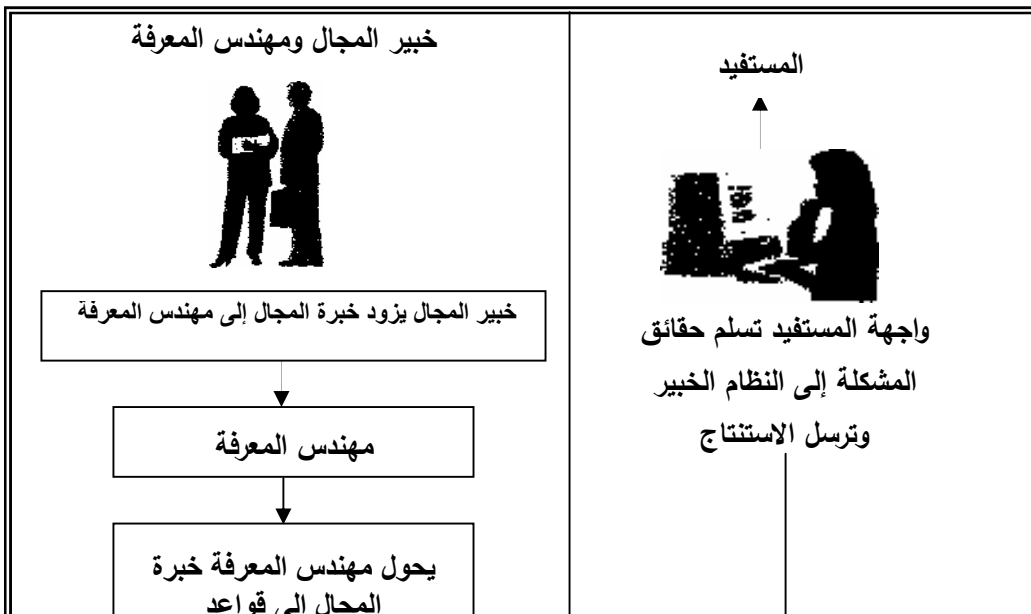 خبير المجال ومهندس المعرفة
خبير المجال يزود خبرة المجال إلى مهندس المعرفة
مهندس المعرفة
يحول مهندس المعرفة خبرة
المجال إلى قواعد
المستفيد
واجهة المستفيد تسلم حقائق
المشكلة إلى النظام الخبير
وترسل الاستنتاج